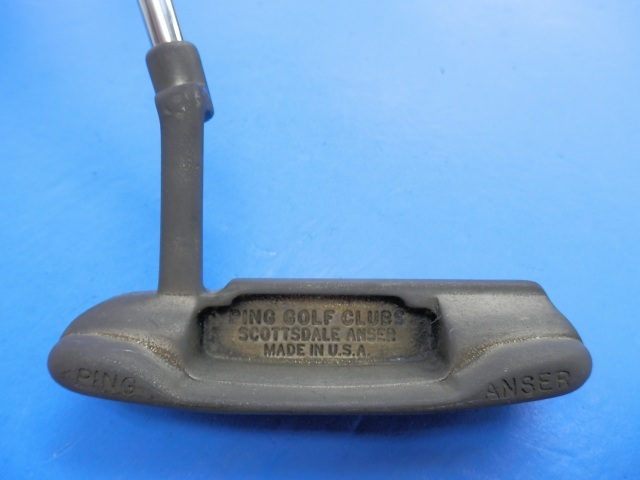 PING GOLF CLUBS
SCOTTSDALE ANSER
MADE IN U.S.A.
PING
ANSER